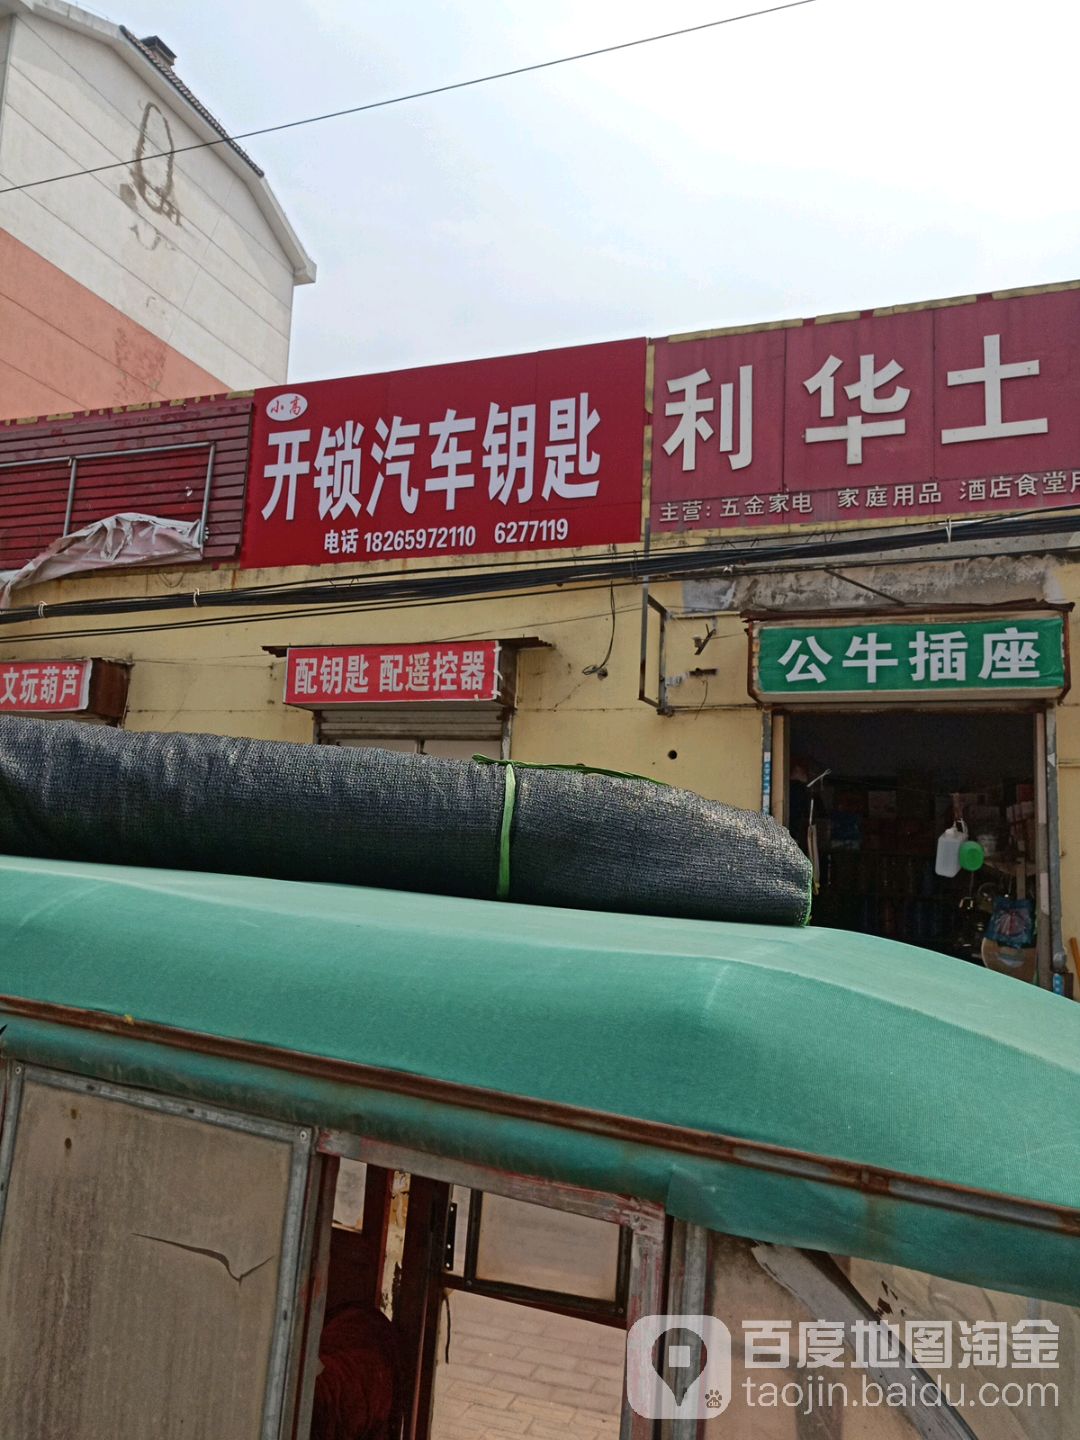 小高
开锁汽车钥匙
电话 18265972110 6277119
利华土
主营：五金家电 家庭用品 酒店食堂用
文玩葫芦
配钥匙 配遥控器
公牛插座
百度地图淘金
taojin.baidu.com